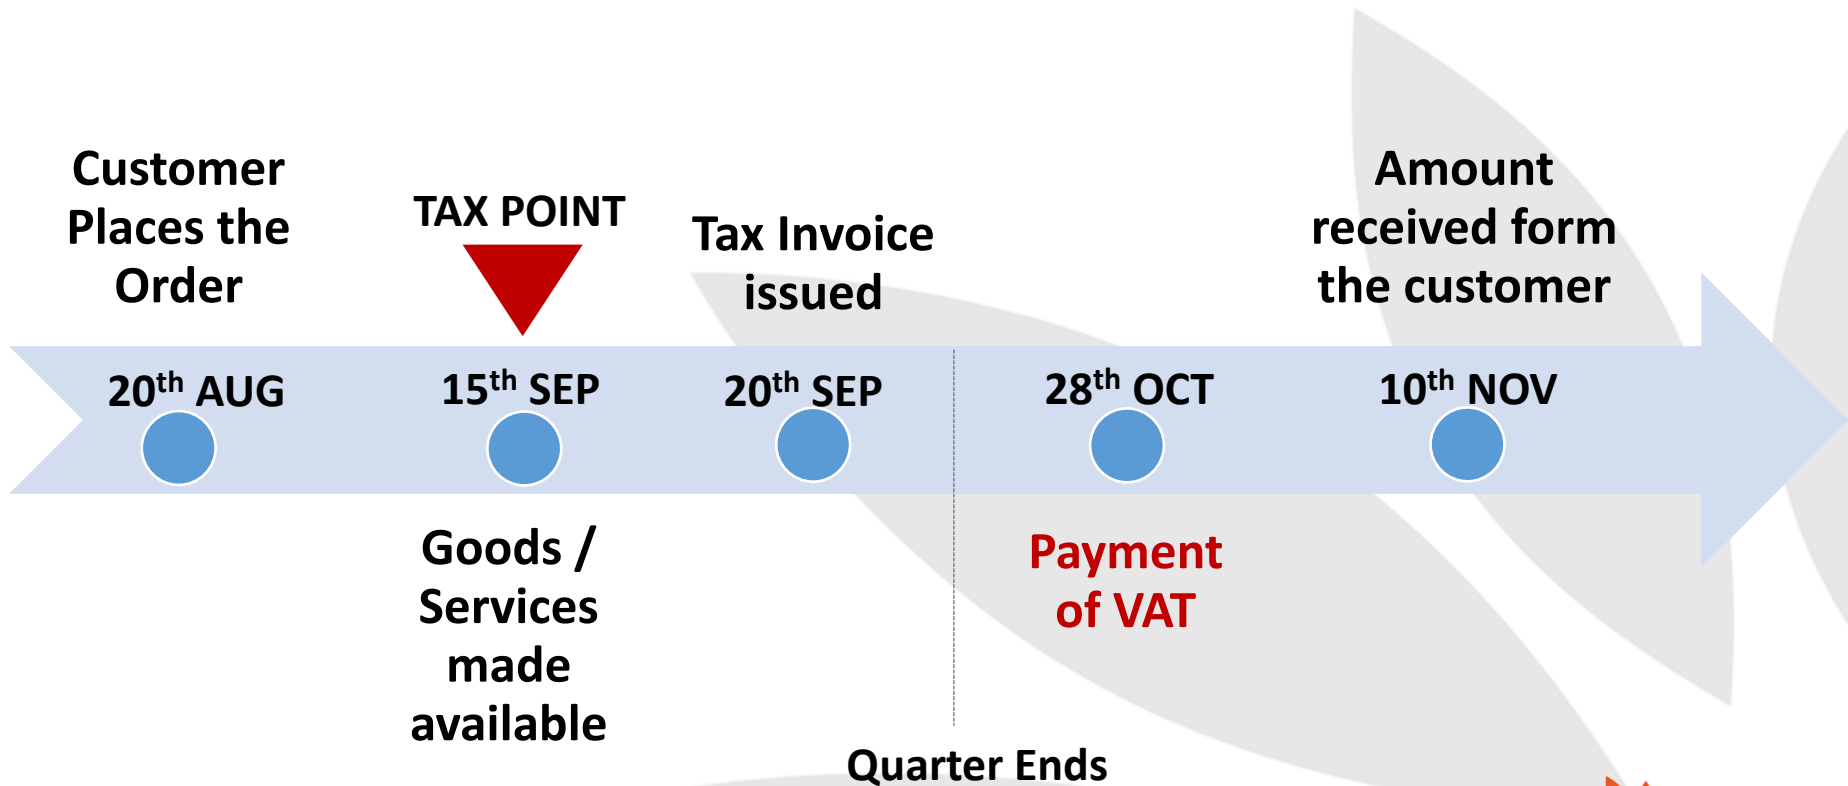 Customer
Places the
Order
TAX POINT
Tax Invoice
issued
Amount
received form
the customer
20th AUG
15th SEP
20th SEP
28th OCT
10th NOV
Goods /
Services
made
available
Payment
of VAT
Quarter Ends